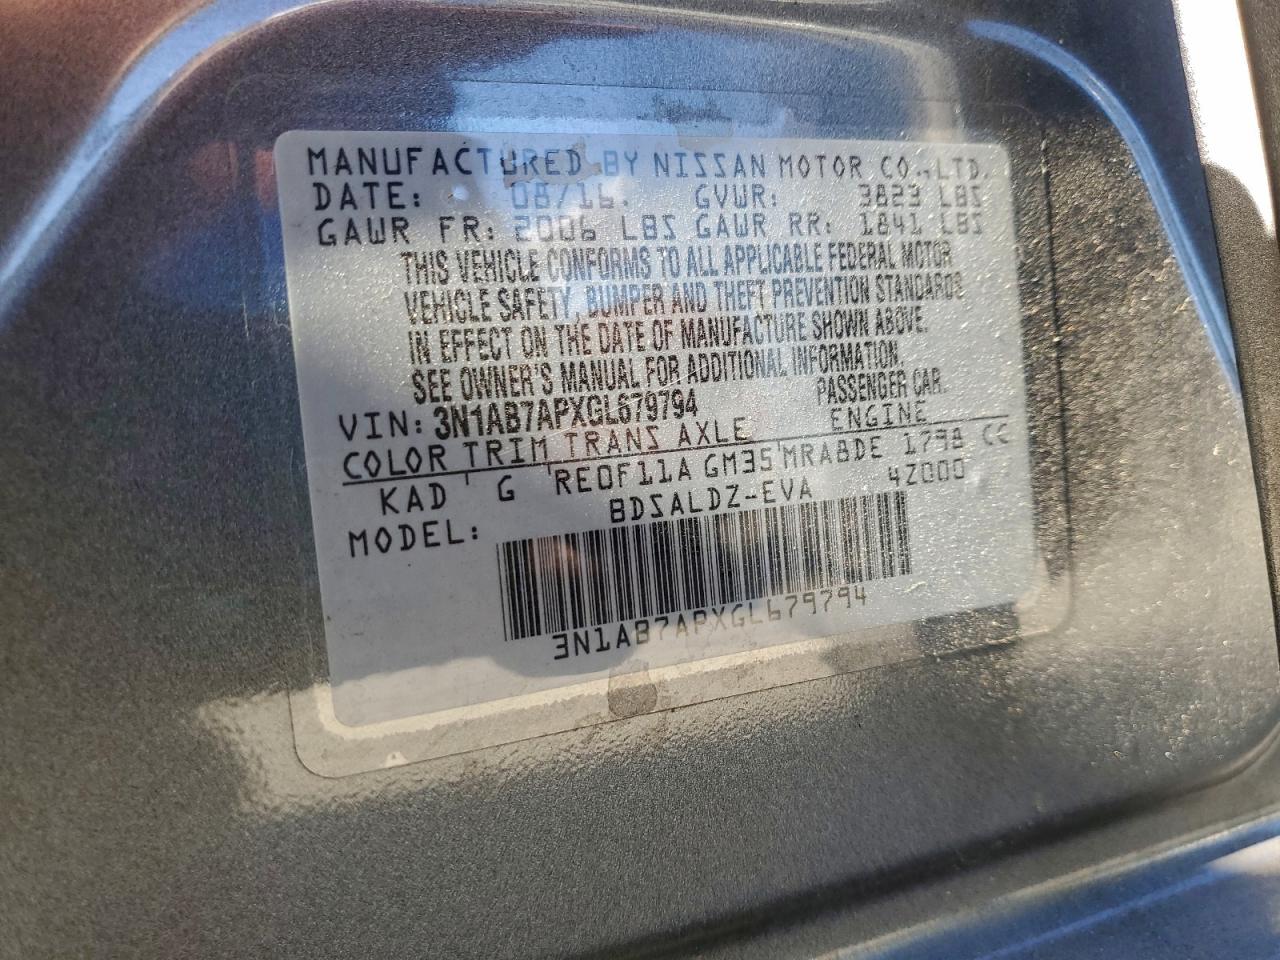 MANUFACTURED BY NISSAN MOTOR CO., LTD.
DATE: 08/16. GVWR: 3823 LBS
GAWR FR: 2006 LBS GAWR RR: 1841 LBS
THIS VEHICLE CONFORMS TO ALL APPLICABLE FEDERAL MOTOR
VEHICLE SAFETY, BUMPER AND THEFT PREVENTION STANDARDS
IN EFFECT ON THE DATE OF MANUFACTURE SHOWN ABOVE.
SEE OWNER'S MANUAL FOR ADDITIONAL INFORMATION.
VIN: 3N1AB7APXGL679794 PASSENGER CAR.
COLOR TRIM TRANS AXLE ENGINE
KAD G RE0F11A GM35 MRA8DE 1798 CC
MODEL: BDSALDZ-EVA 4Z000
3N1AB7APXGL679794